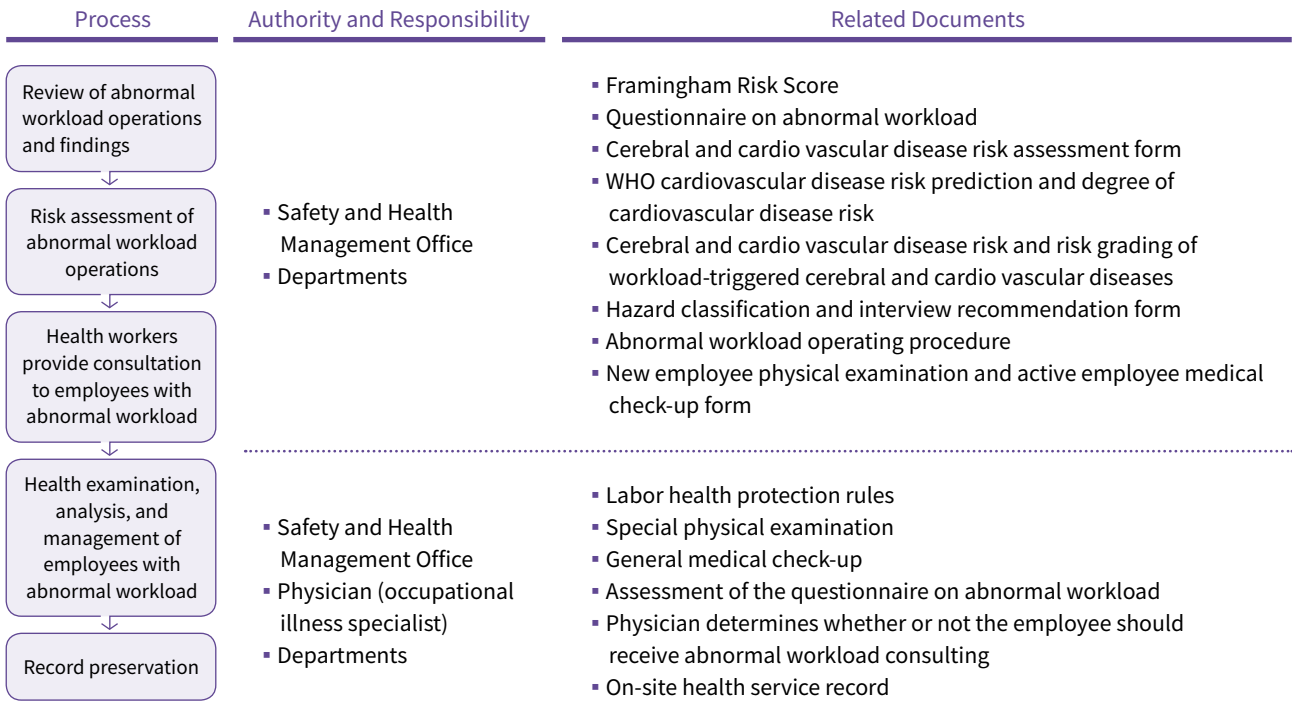 Process
Authority and Responsibility
Related Documents
Review of abnormal
workload operations
and findings
Risk assessment of
abnormal workload
operations
Health workers
provide consultation
to employees with
abnormal workload
▪ Safety and Health
Management Office
▪ Departments
▪ Framingham Risk Score
▪ Questionnaire on abnormal workload
▪ Cerebral and cardio vascular disease risk assessment form
▪ WHO cardiovascular disease risk prediction and degree of
cardiovascular disease risk
▪ Cerebral and cardio vascular disease risk and risk grading of
workload-triggered cerebral and cardio vascular diseases
▪ Hazard classification and interview recommendation form
▪ Abnormal workload operating procedure
▪ New employee physical examination and active employee medical
check-up form
Health examination,
analysis, and
management of
employees with
abnormal workload
Record preservation
▪ Safety and Health
Management Office
▪ Physician (occupational
illness specialist)
▪ Departments
▪ Labor health protection rules
▪ Special physical examination
▪ General medical check-up
▪ Assessment of the questionnaire on abnormal workload
▪ Physician determines whether or not the employee should
receive abnormal workload consulting
▪ On-site health service record